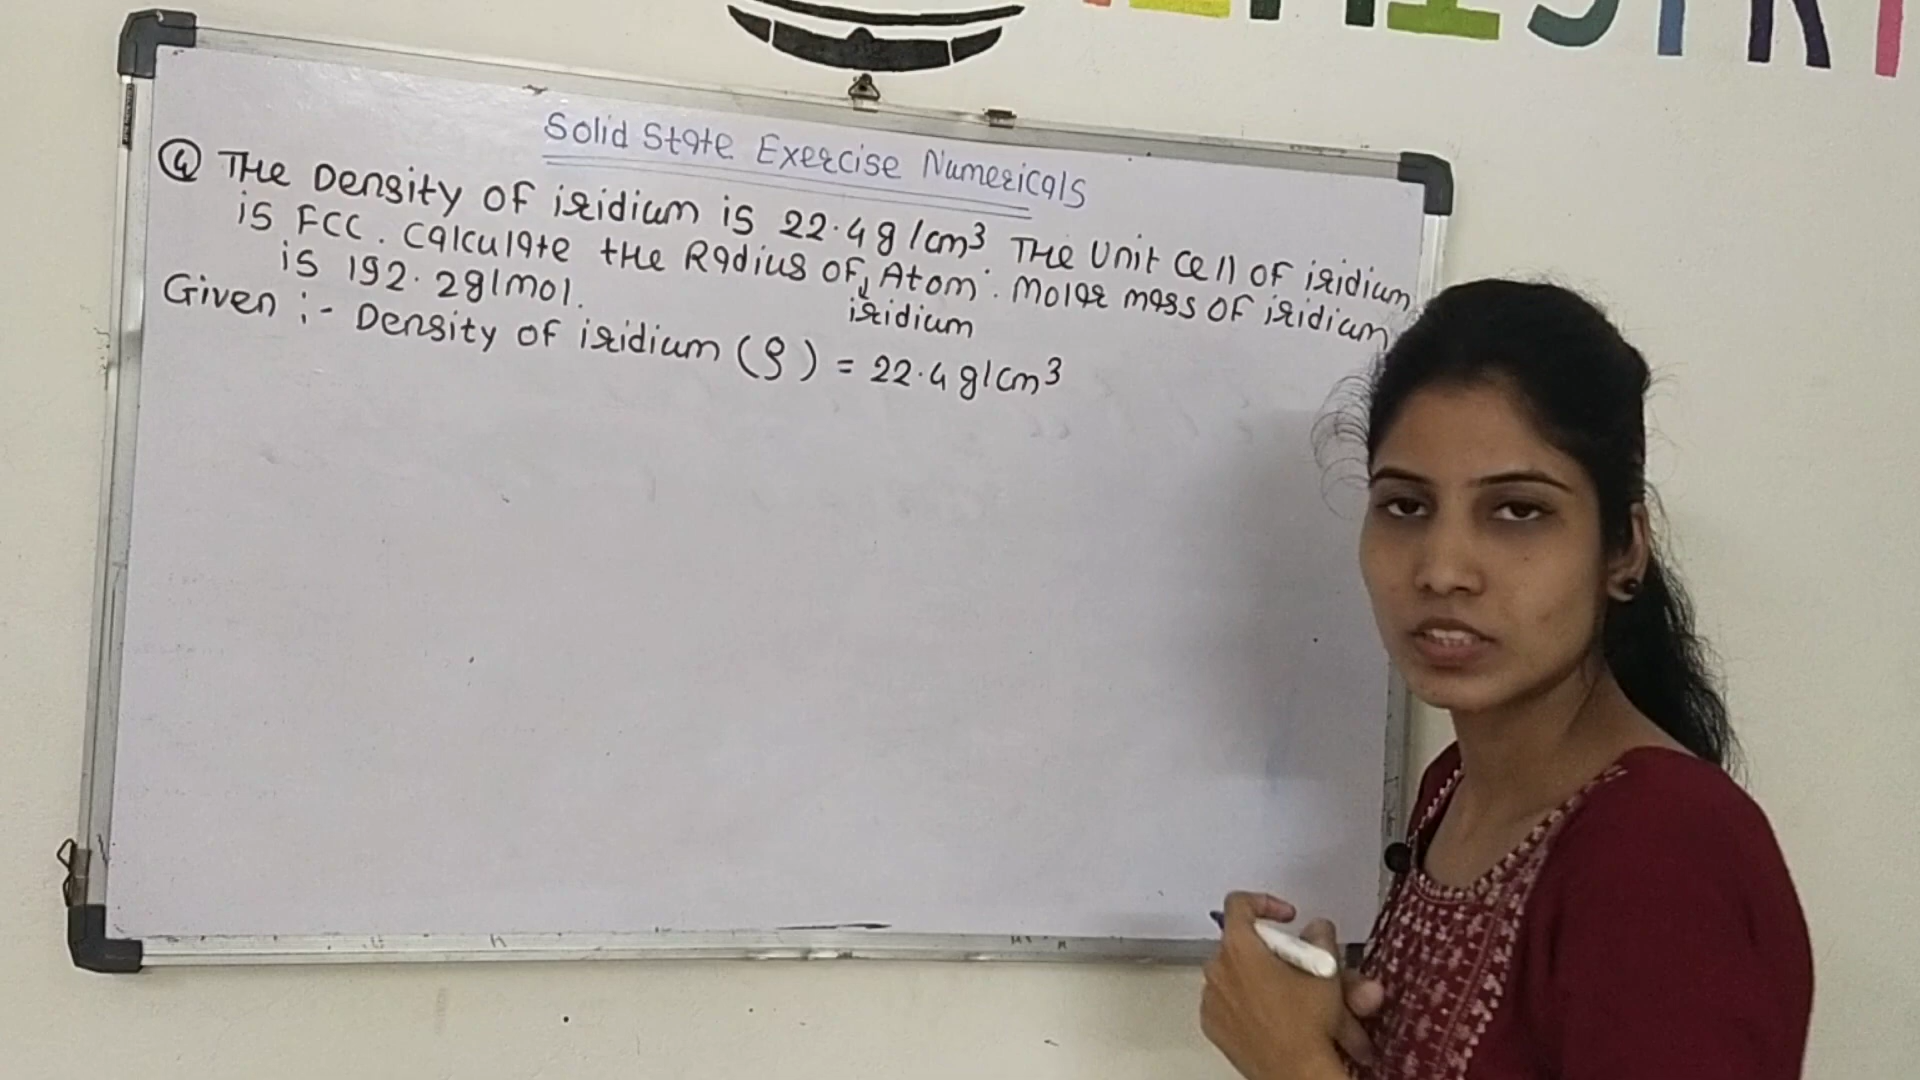 Solid State Exercise Numericals
④ THe Density OF iridium is 22.4 g/cm³ THe Unit Cell OF iridium
is FCC. Calculate tHe Radius OF Atom. Molar mass OF iridium
iridium
is 192.2g/mol.
Given :- Density OF iridium (ρ) = 22.4 g/cm³